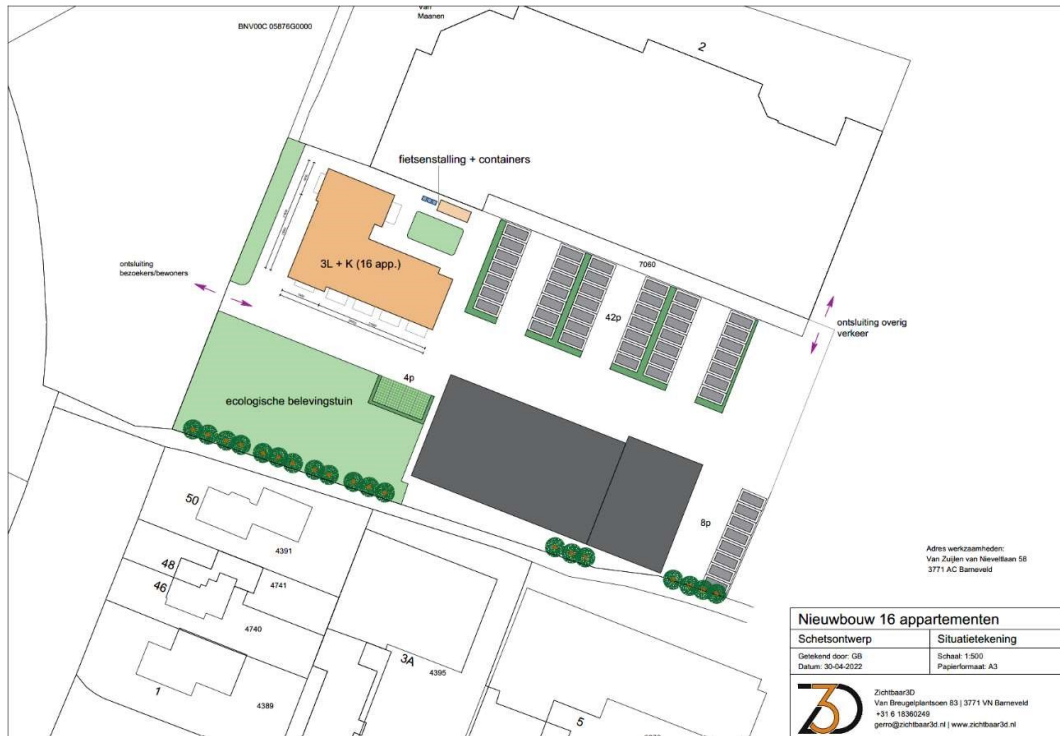 BNV00C 05876G0000
Van
Maanen
2
fietsenstalling + containers
3L + K (16 app.)
7060
42p
ontsluiting
bezoekers/bewoners
ontsluiting overig
verkeer
4p
ecologische belevingstuin
8p
50
4391
48
4741
46
4740
1
4389
3A
4395
5
Adres werkzaamheden:
Van Zuijlen van Nieveltlaan 58
3771 AC Barneveld
Nieuwbouw 16 appartementen
Schetsontwerp
Situatietekening
Getekend door: GB
Datum: 30-04-2022
Schaal: 1:500
Papierformaat: A3
Zichtbaar3D
Van Breugelplantsoen 83 | 3771 VN Barneveld
+31 6 18360249
gerro@zichtbaar3d.nl | www.zichtbaar3d.nl